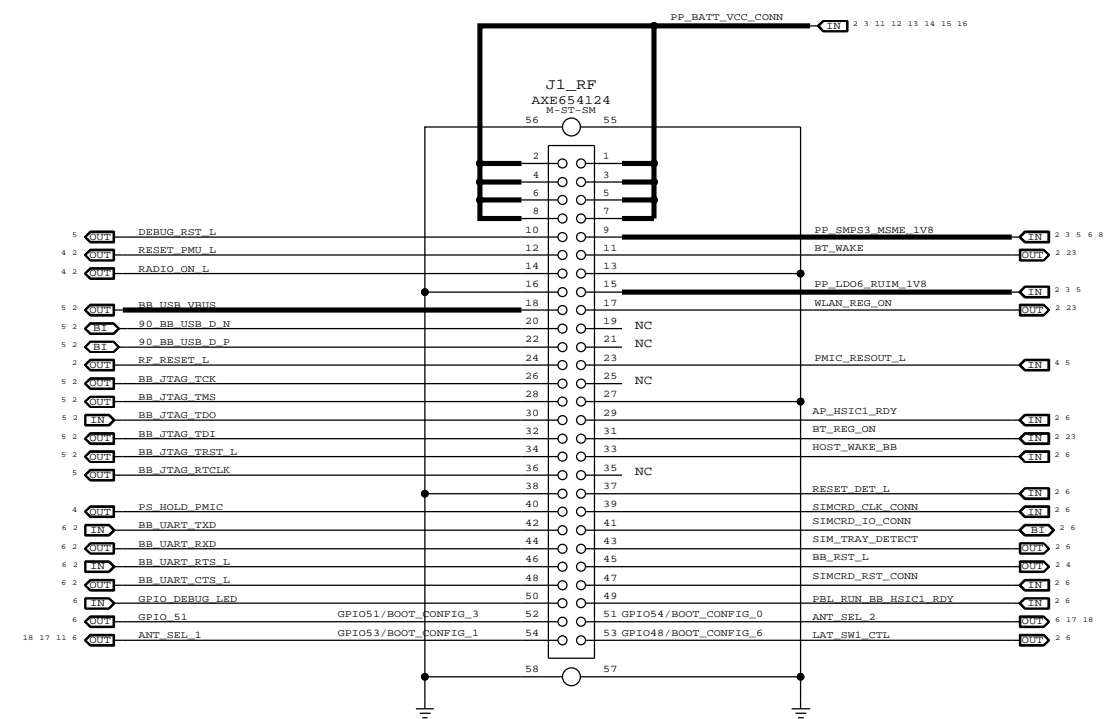 PP_BATT_VCC_CONN IN 2 3 11 12 13 14 15 16
J1_RF
AXE654124
M-ST-SM
56 55
2 1
4 3
6 5
8 7
5 OUT DEBUG_RST_L 10 9 PP_SMPS3_MSME_1V8 IN 2 3 5 6 8
4 2 OUT RESET_PMU_L 12 11 BT_WAKE OUT 2 23
4 2 OUT RADIO_ON_L 14 13
16 15 PP_LDO6_RUIM_1V8 IN 2 3 5
5 2 OUT BB_USB_VBUS 18 17 WLAN_REG_ON OUT 2 23
5 2 BI 90_BB_USB_D_N 20 19 NC
5 2 BI 90_BB_USB_D_P 22 21 NC
2 OUT RF_RESET_L 24 23 PMIC_RESOUT_L IN 4 5
5 2 OUT BB_JTAG_TCK 26 25 NC
5 2 OUT BB_JTAG_TMS 28 27
5 2 IN BB_JTAG_TDO 30 29 AP_HSIC1_RDY IN 2 6
5 2 OUT BB_JTAG_TDI 32 31 BT_REG_ON IN 2 23
5 2 OUT BB_JTAG_TRST_L 34 33 HOST_WAKE_BB IN 2 6
5 OUT BB_JTAG_RTCLK 36 35 NC
38 37 RESET_DET_L IN 2 6
4 OUT PS_HOLD_PMIC 40 39 SIMCRD_CLK_CONN IN 2 6
6 2 IN BB_UART_TXD 42 41 SIMCRD_IO_CONN BI 2 6
6 2 OUT BB_UART_RXD 44 43 SIM_TRAY_DETECT OUT 2 6
6 2 IN BB_UART_RTS_L 46 45 BB_RST_L OUT 2 4
6 2 OUT BB_UART_CTS_L 48 47 SIMCRD_RST_CONN IN 2 6
6 IN GPIO_DEBUG_LED 50 49 PBL_RUN_BB_HSIC1_RDY IN 2 6
6 OUT GPIO_51 GPIO51/BOOT_CONFIG_3 52 51 GPIO54/BOOT_CONFIG_0 ANT_SEL_2 OUT 6 17 18
18 17 11 6 OUT ANT_SEL_1 GPIO53/BOOT_CONFIG_1 54 53 GPIO48/BOOT_CONFIG_6 LAT_SW1_CTL OUT 2 6
58 57